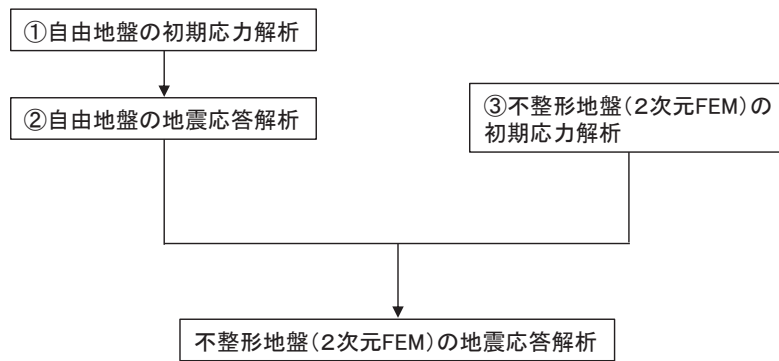 ①自由地盤の初期応力解析
②自由地盤の地震応答解析
③不整形地盤(2次元FEM)の
初期応力解析
不整形地盤(2次元FEM)の地震応答解析